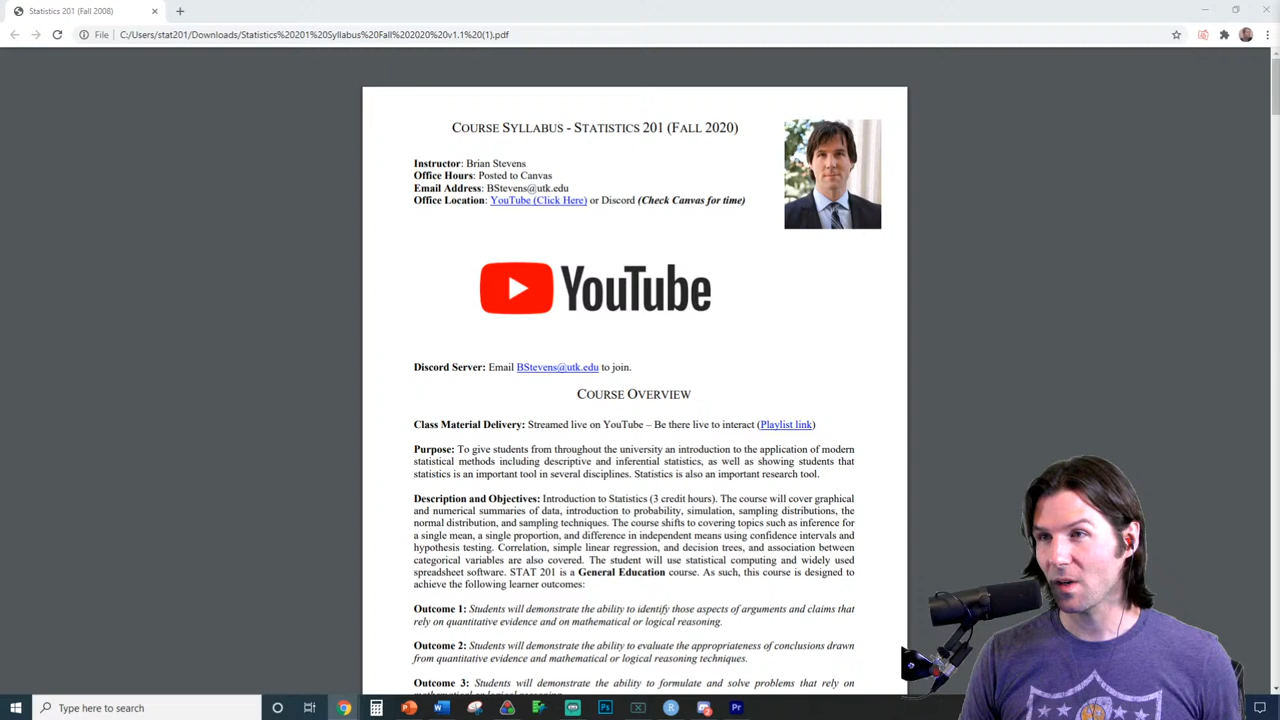 Statistics 201 (Fall 2008)
File
C:/Users/stat201/Downloads/Statistics%20201%20Syllabus%20Fall%202020%20v1.1%20(1).pdf
COURSE SYLLABUS - STATISTICS 201 (FALL 2020)
Instructor: Brian Stevens
Office Hours: Posted to Canvas
Email Address: BStevens@utk.edu
Office Location: YouTube (Click Here) or Discord (Check Canvas for time)
YouTube
Discord Server: Email BStevens@utk.edu to join.
COURSE OVERVIEW
Class Material Delivery: Streamed live on YouTube – Be there live to interact (Playlist link)
Purpose: To give students from throughout the university an introduction to the application of modern
statistical methods including descriptive and inferential statistics, as well as showing students that
statistics is an important tool in several disciplines. Statistics is also an important research tool.
Description and Objectives: Introduction to Statistics (3 credit hours). The course will cover graphical
and numerical summaries of data, introduction to probability, simulation, sampling distributions, the
normal distribution, and sampling techniques. The course shifts to covering topics such as inference for
a single mean, a single proportion, and difference in independent means using confidence intervals and
hypothesis testing. Correlation, simple linear regression, and decision trees, and association between
categorical variables are also covered. The student will use statistical computing and widely used
spreadsheet software. STAT 201 is a General Education course. As such, this course is designed to
achieve the following learner outcomes:
Outcome 1: Students will demonstrate the ability to identify those aspects of arguments and claims that
rely on quantitative evidence and on mathematical or logical reasoning.
Outcome 2: Students will demonstrate the ability to evaluate the appropriateness of conclusions drawn
from quantitative evidence and mathematical or logical reasoning techniques.
Outcome 3: Students will demonstrate the ability to formulate and solve problems that rely on
Type here to search